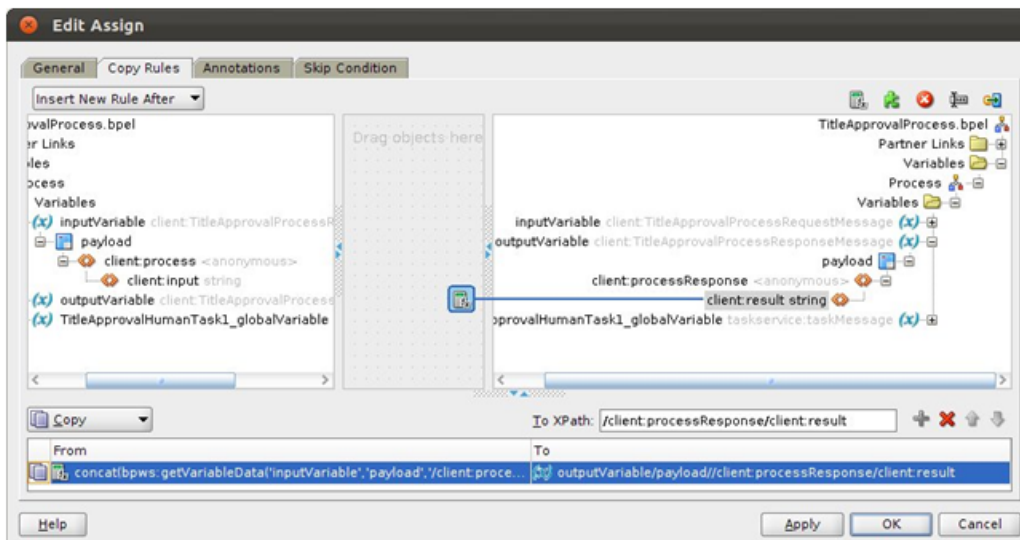 Edit Assign
General Copy Rules Annotations Skip Condition
Insert New Rule After
ovalProcess.bpel
er Links
les
ocess
Variables
(x) inputVariable client:TitleApprovalProcessR
payload
client:process <anonymous>
client:input string
(x) outputVariable client:TitleApprovalProcess
(x) TitleApprovalHumanTask1_globalVariable
Drag objects here
TitleApprovalProcess.bpel
Partner Links
Variables
Process
Variables
inputVariable client:TitleApprovalProcessRequestMessage (x)
outputVariable client:TitleApprovalProcessResponseMessage (x)
payload
client:processResponse <anonymous>
client:result string
pprovalHumanTask1_globalVariable taskservice:taskMessage (x)
Copy To XPath: /client:processResponse/client:result
From To
concat(bpws:getVariableData('inputVariable','payload','/client:proce... outputVariable/payload//client:processResponse/client:result
Help Apply OK Cancel